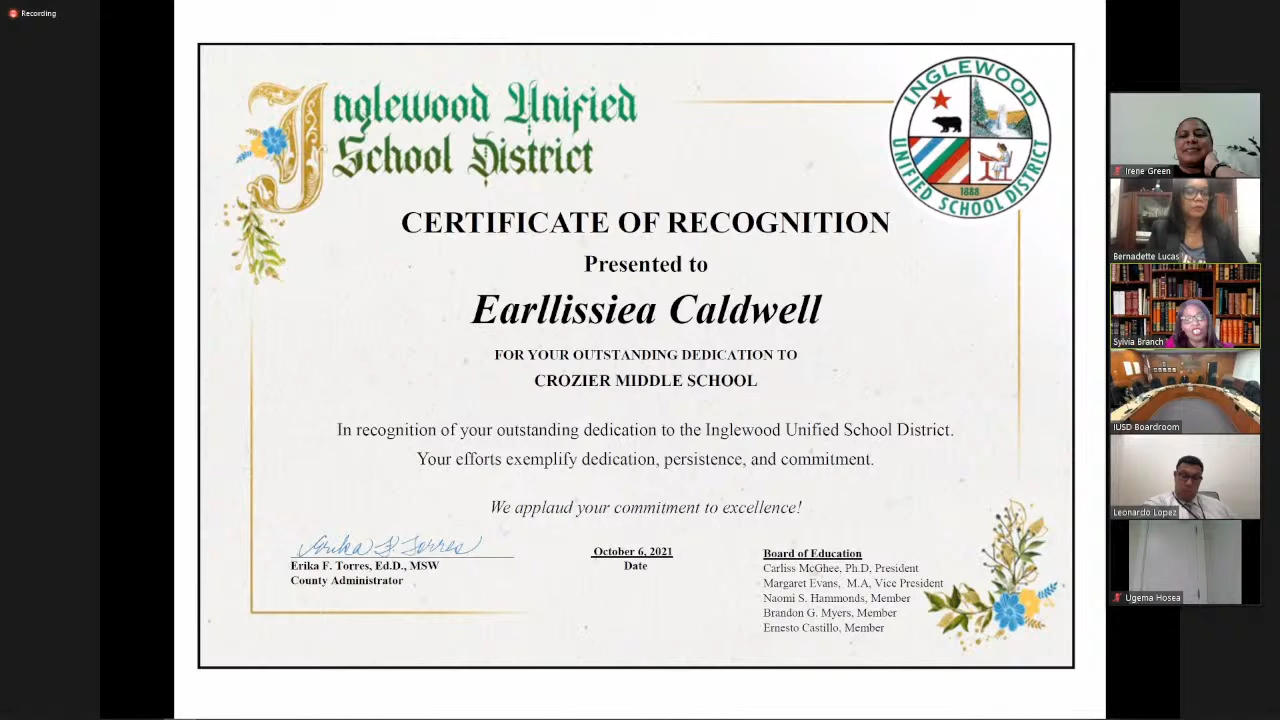 Recording
Inglewood Unified
School District
INGLEWOOD
UNIFIED SCHOOL DISTRICT
1888
CERTIFICATE OF RECOGNITION
Presented to
Earllissiea Caldwell
FOR YOUR OUTSTANDING DEDICATION TO
CROZIER MIDDLE SCHOOL
In recognition of your outstanding dedication to the Inglewood Unified School District.
Your efforts exemplify dedication, persistence, and commitment.
We applaud your commitment to excellence!
Erika F Torres
Erika F. Torres, Ed.D., MSW
County Administrator
October 6, 2021
Date
Board of Education
Carliss McGhee, Ph.D, President
Margaret Evans, M.A, Vice President
Naomi S. Hammonds, Member
Brandon G. Myers, Member
Ernesto Castillo, Member
Irene Green
Bernadette Lucas
Sylvia Branch
IUSD Boardroom
Leonardo Lopez
Ugema Hosea